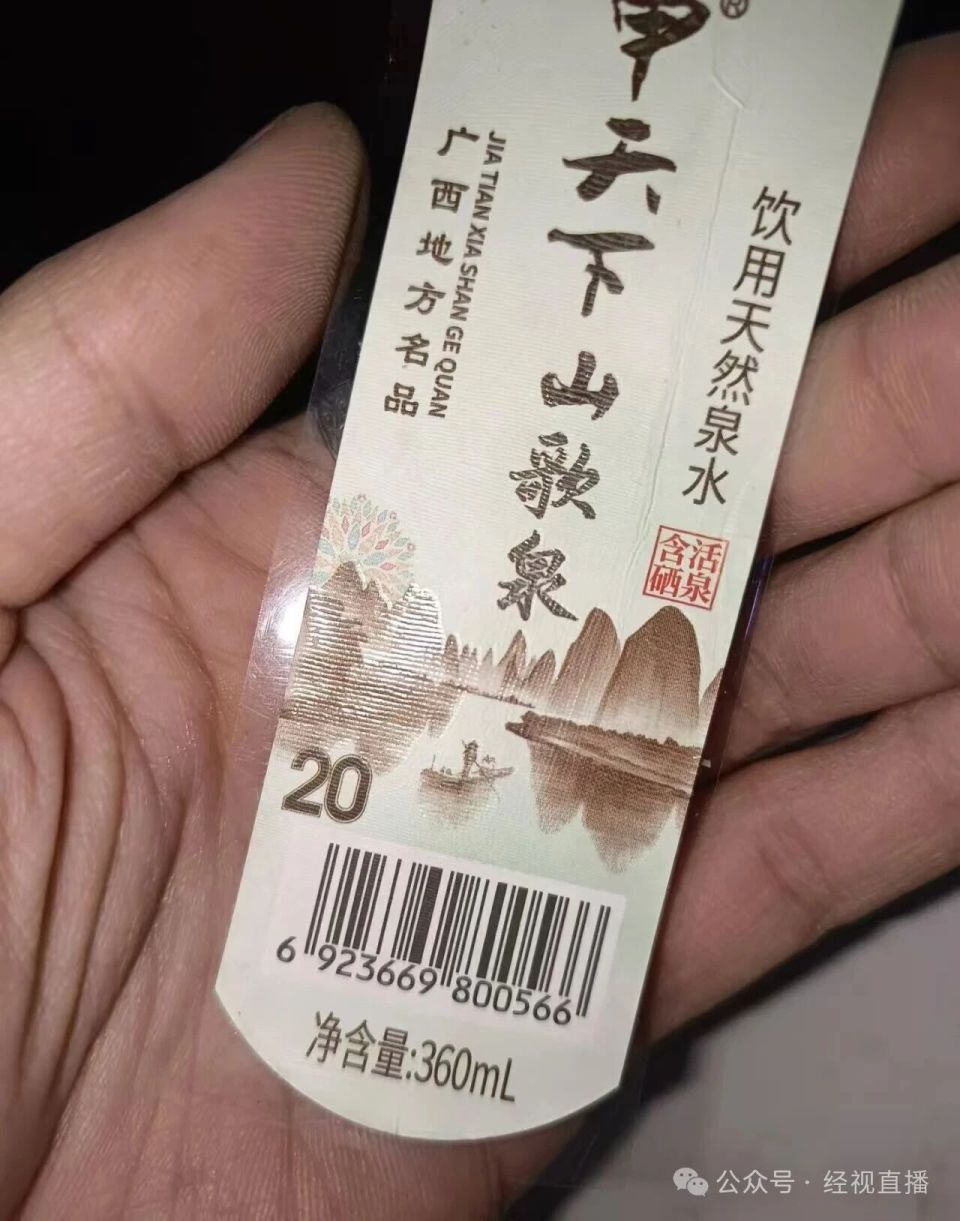 甲天下山歌泉
®
JIA TIAN XIA SHAN GE QUAN
广西地方名品
饮用天然泉水
活泉
含硒
20
6 923669 800566
净含量:360mL
公众号·经视直播